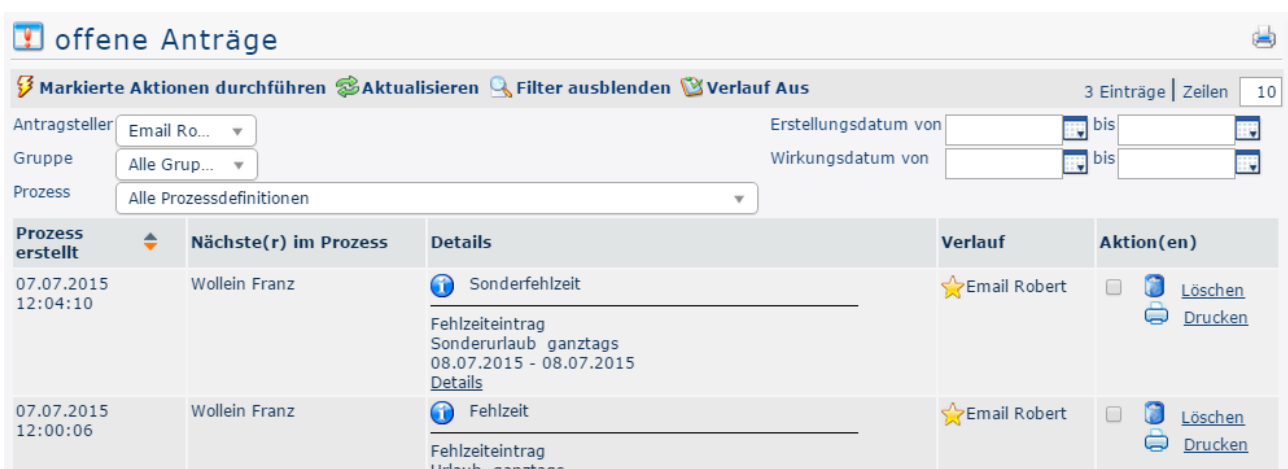 offene Anträge
Markierte Aktionen durchführen Aktualisieren Filter ausblenden Verlauf Aus 3 Einträge | Zeilen 10
Antragsteller Email Ro... Erstellungsdatum von bis
Gruppe Alle Grup... Wirkungsdatum von bis
Prozess Alle Prozessdefinitionen
Prozess erstellt Nächste(r) im Prozess Details Verlauf Aktion(en)
07.07.2015 Wollein Franz Sonderfehlzeit Email Robert Löschen
12:04:10 Drucken
Fehlzeiteintrag
Sonderurlaub ganztags
08.07.2015 - 08.07.2015
Details
07.07.2015 Wollein Franz Fehlzeit Email Robert Löschen
12:00:06 Drucken
Fehlzeiteintrag
Urlaub ganztags